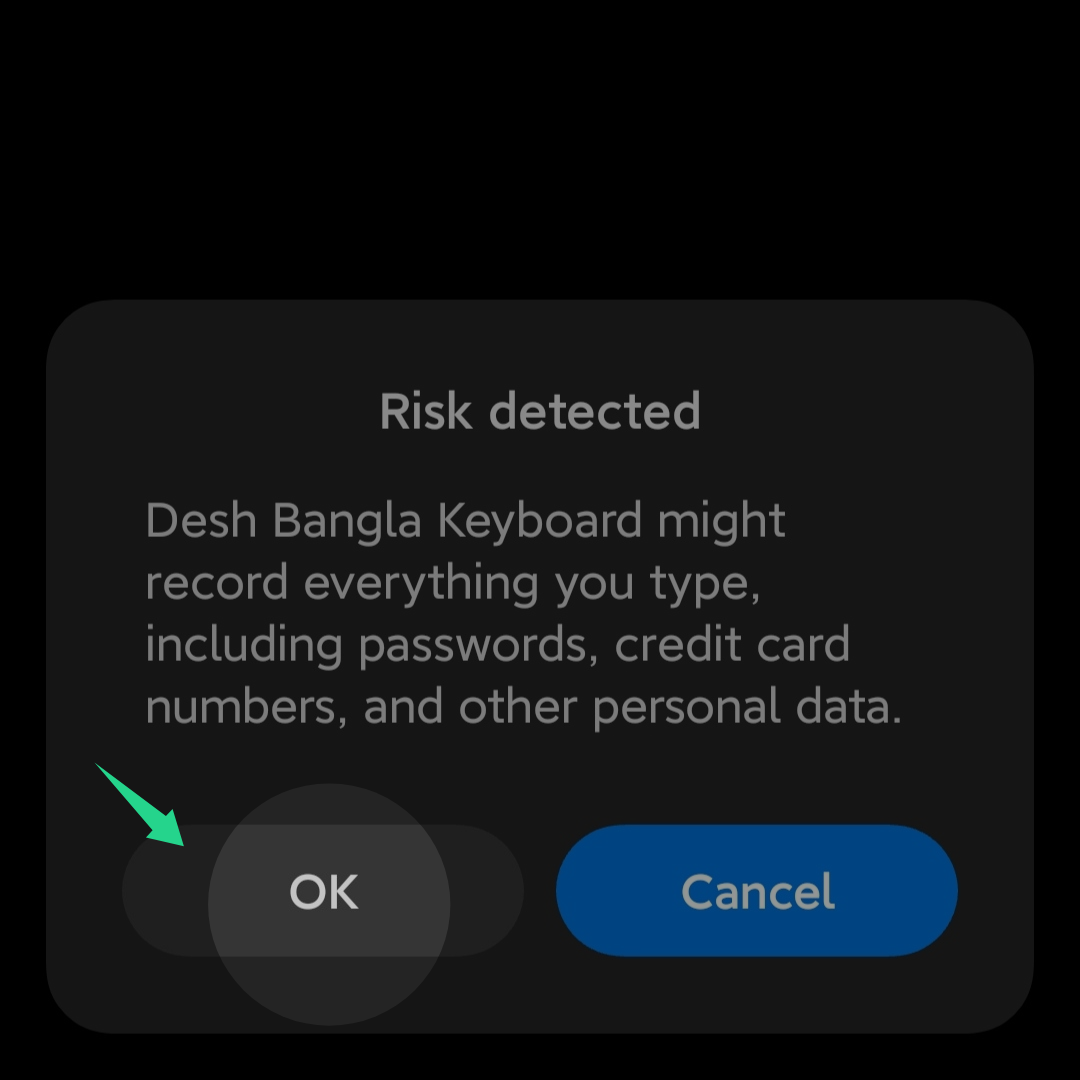 Risk detected
Desh Bangla Keyboard might
record everything you type,
including passwords, credit card
numbers, and other personal data.
OK
Cancel